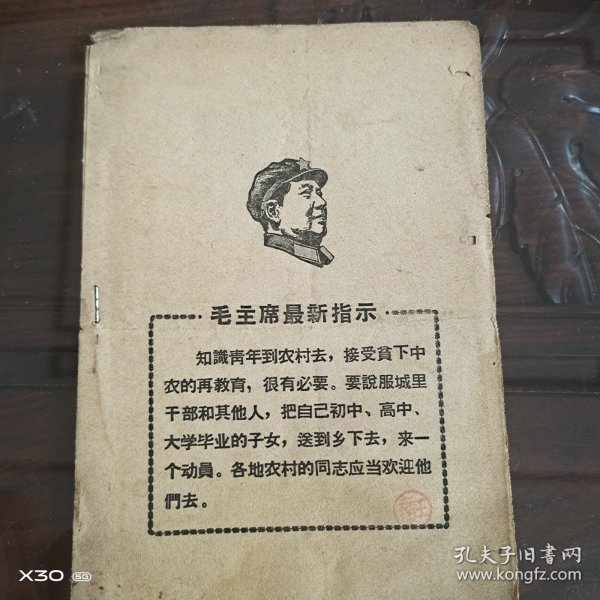 毛主席最新指示
知識靑年到农村去，接受貧下中
农的再教育，很有必要。要說服城里
干部和其他人，把自己初中、高中、
大学毕业的子女，送到乡下去，来一
个动員。各地农村的同志应当欢迎他
們去。
X30 5G
孔夫子旧书网
www.kongfz.com